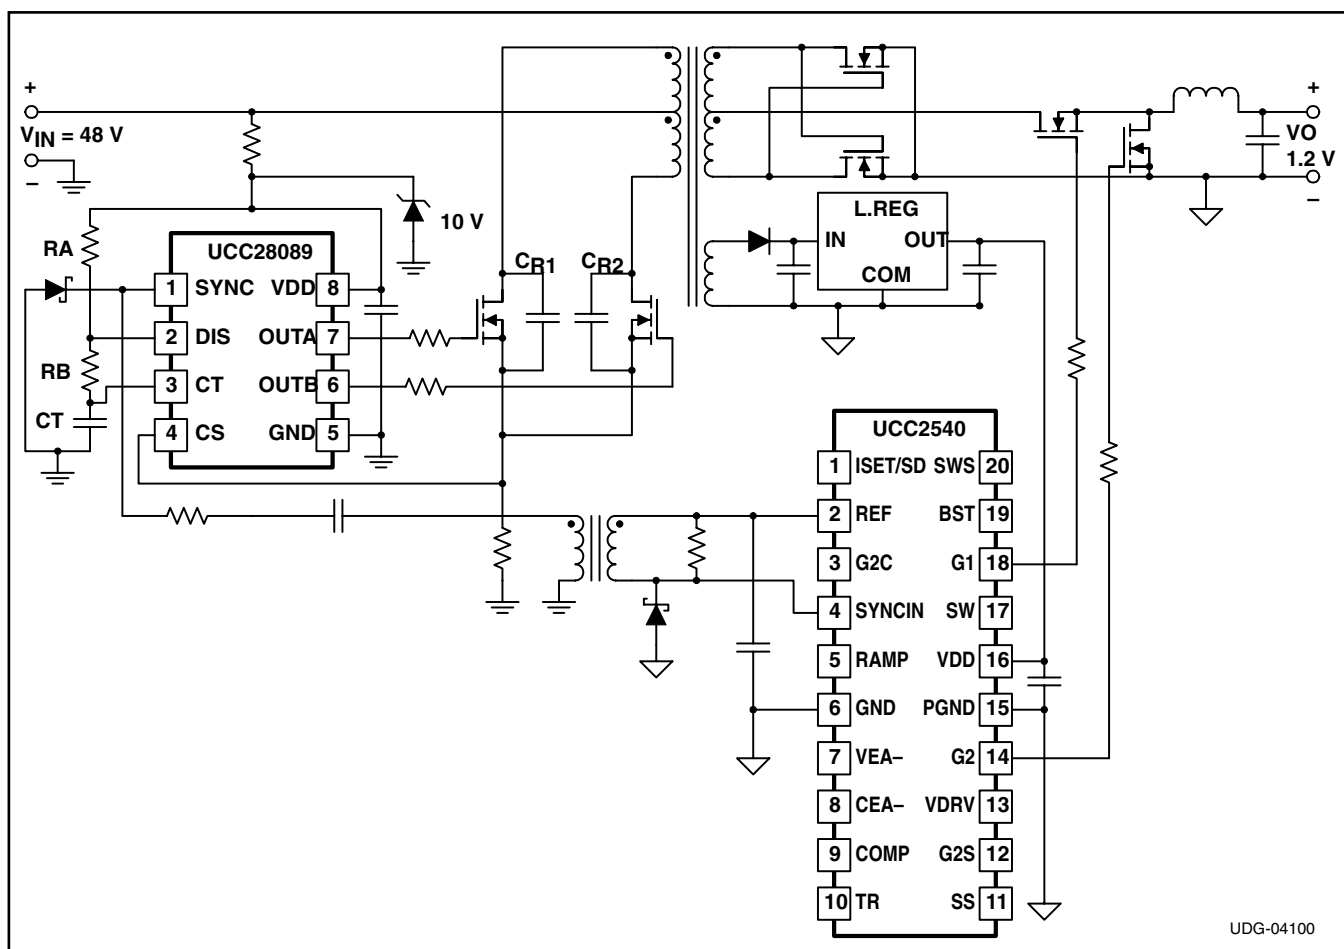 +
VIN = 48 V
–
+
VO
1.2 V
–
10 V
RA
RB
CT
UCC28089
1 SYNC VDD 8
2 DIS OUTA 7
3 CT OUTB 6
4 CS GND 5
CR1
CR2
L.REG
IN OUT
COM
UCC2540
1 ISET/SD SWS 20
2 REF BST 19
3 G2C G1 18
4 SYNCIN SW 17
5 RAMP VDD 16
6 GND PGND 15
7 VEA– G2 14
8 CEA– VDRV 13
9 COMP G2S 12
10 TR SS 11
UDG-04100